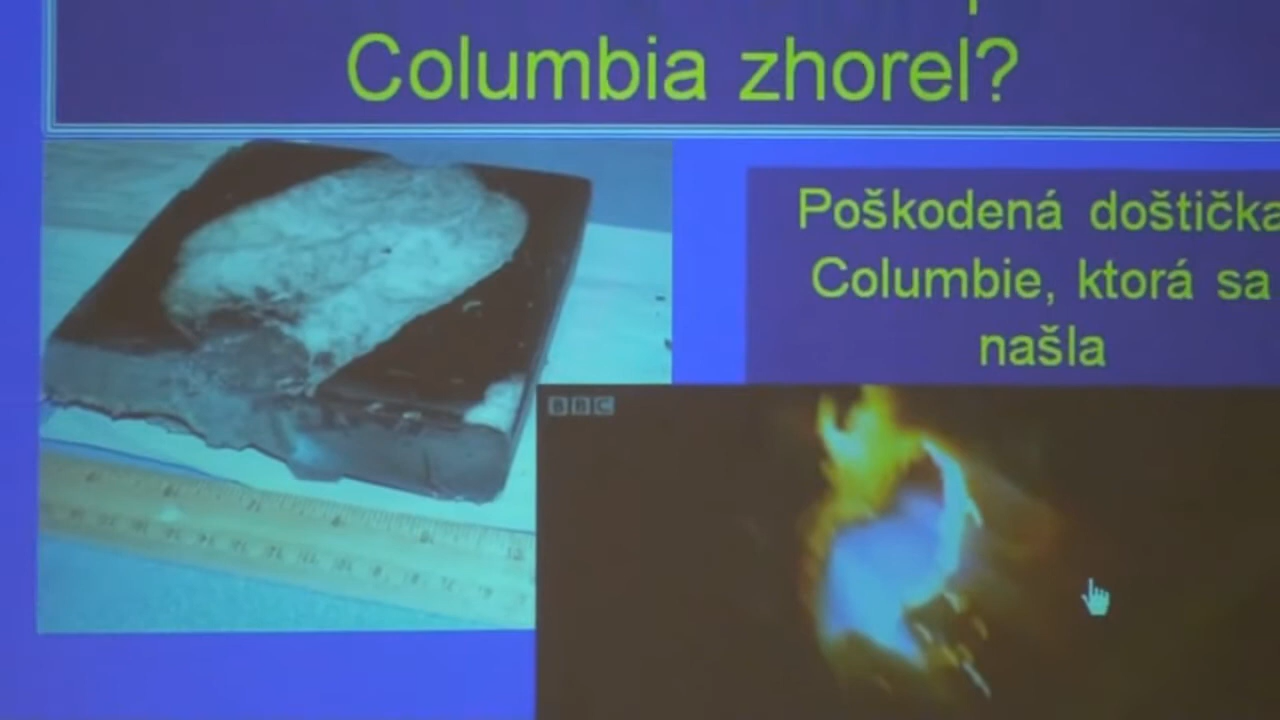 Columbia zhorel?
Poškodená doštička
Columbie, ktorá sa
našla
BBC